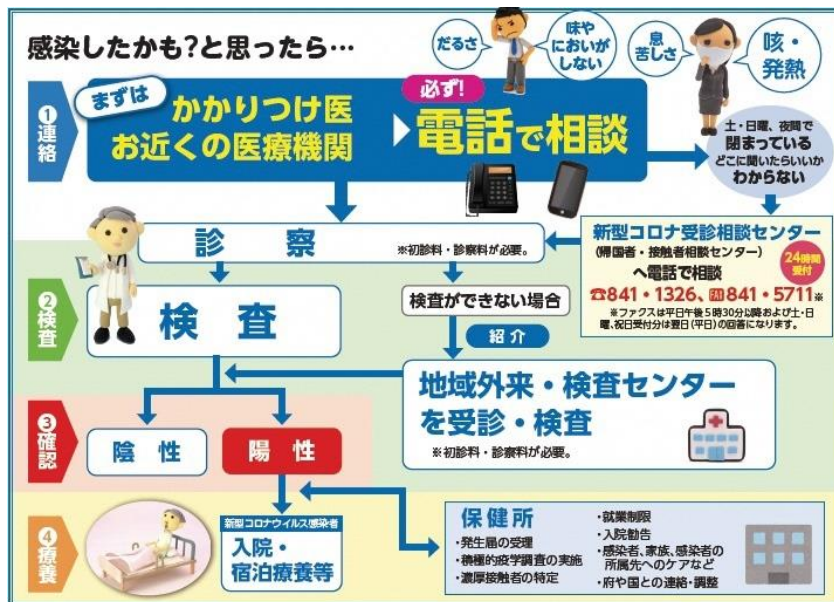 感染したかも?と思ったら…
だるさ
味や
においが
しない
息
苦しさ
咳・
発熱
❶連絡
まずは
かかりつけ医
お近くの医療機関
必ず!
電話で相談
土・日曜、夜間で
閉まっている
どこに聞いたらいいか
わからない
新型コロナ受診相談センター
(帰国者・接触者相談センター)
へ電話で相談
24時間
受付
☎841・1326、FAX841・5711※
※ファクスは平日午後5時30分以降および土・日
曜、祝日受付分は翌日(平日)の回答になります。
診察
※初診料・診察料が必要。
❷検査
検査
検査ができない場合
紹介
地域外来・検査センター
を受診・検査
※初診料・診察料が必要。
❸確認
陰性
陽性
❹療養
新型コロナウイルス感染者
入院・
宿泊療養等
保健所
・発生届の受理
・積極的疫学調査の実施
・濃厚接触者の特定
・就業制限
・入院勧告
・感染者、家族、感染者の
所属先へのケアなど
・府や国との連絡・調整